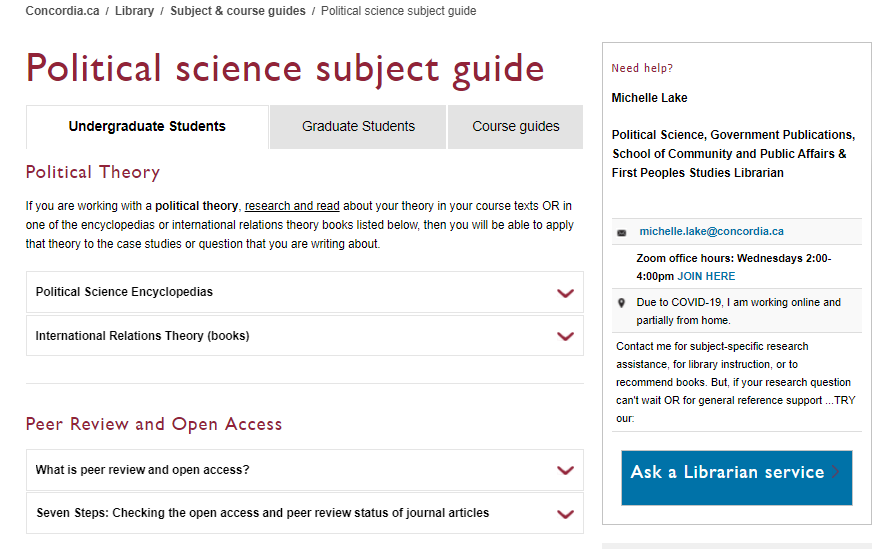 Concordia.ca / Library / Subject & course guides / Political science subject guide
Political science subject guide
Undergraduate Students
Graduate Students
Course guides
Political Theory
If you are working with a political theory, research and read about your theory in your course texts OR in
one of the encyclopedias or international relations theory books listed below, then you will be able to apply
that theory to the case studies or question that you are writing about.
Political Science Encyclopedias
International Relations Theory (books)
Peer Review and Open Access
What is peer review and open access?
Seven Steps: Checking the open access and peer review status of journal articles
Need help?
Michelle Lake
Political Science, Government Publications,
School of Community and Public Affairs &
First Peoples Studies Librarian
michelle.lake@concordia.ca
Zoom office hours: Wednesdays 2:00-
4:00pm JOIN HERE
Due to COVID-19, I am working online and
partially from home.
Contact me for subject-specific research
assistance, for library instruction, or to
recommend books. But, if your research question
can't wait OR for general reference support ...TRY
our:
Ask a Librarian service